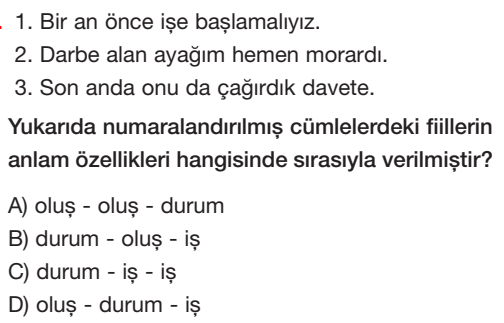 1. Bir an önce işe başlamalıyız.
2. Darbe alan ayağım hemen morardı.
3. Son anda onu da çağırdık davete.
Yukarıda numaralandırılmış cümlelerdeki fiillerin
anlam özellikleri hangisinde sırasıyla verilmiştir?
A) oluş - oluş - durum
B) durum - oluş - iş
C) durum - iş - iş
D) oluş - durum - iş